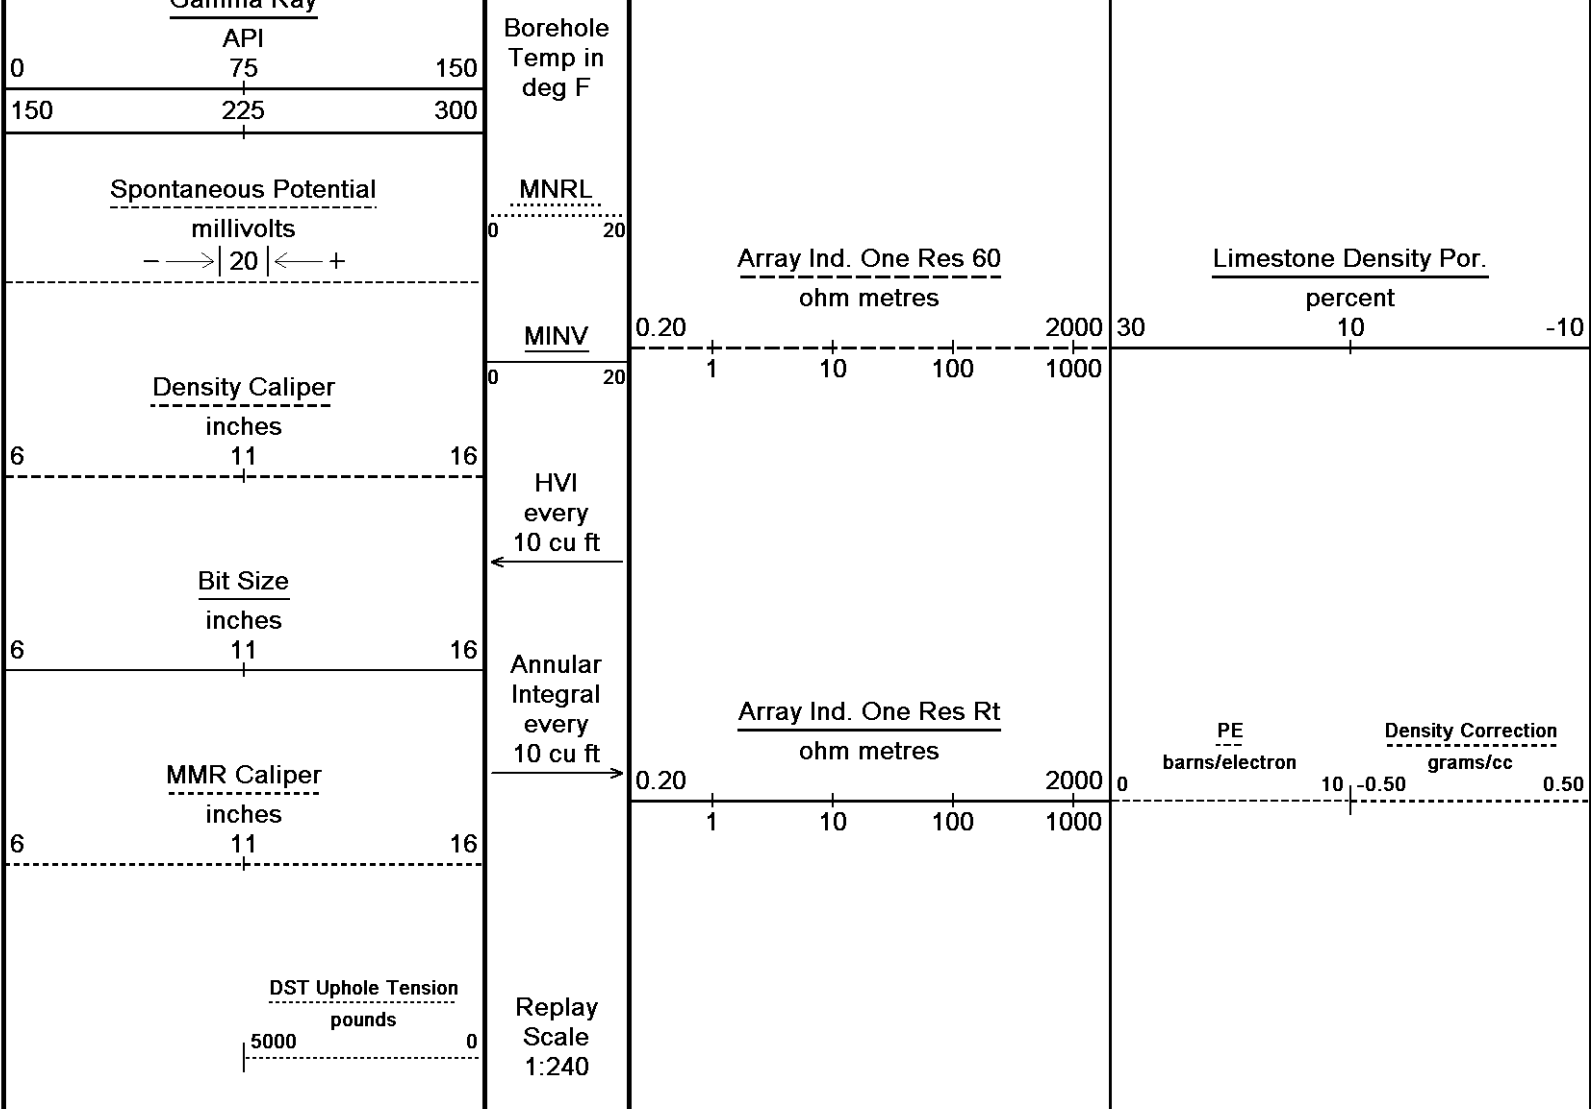 Gamma Ray
API
0 75 150
150 225 300
Spontaneous Potential
millivolts
− 20 +
Density Caliper
inches
6 11 16
Bit Size
inches
6 11 16
MMR Caliper
inches
6 11 16
DST Uphole Tension
pounds
5000 0
Borehole
Temp in
deg F
MNRL
0 20
MINV
0 20
HVI
every
10 cu ft
Annular
Integral
every
10 cu ft
Replay
Scale
1:240
Array Ind. One Res 60
ohm metres
0.20 2000
1 10 100 1000
Array Ind. One Res Rt
ohm metres
0.20 2000
1 10 100 1000
Limestone Density Por.
percent
30 10 -10
PE
barns/electron
0 10
Density Correction
grams/cc
-0.50 0.50